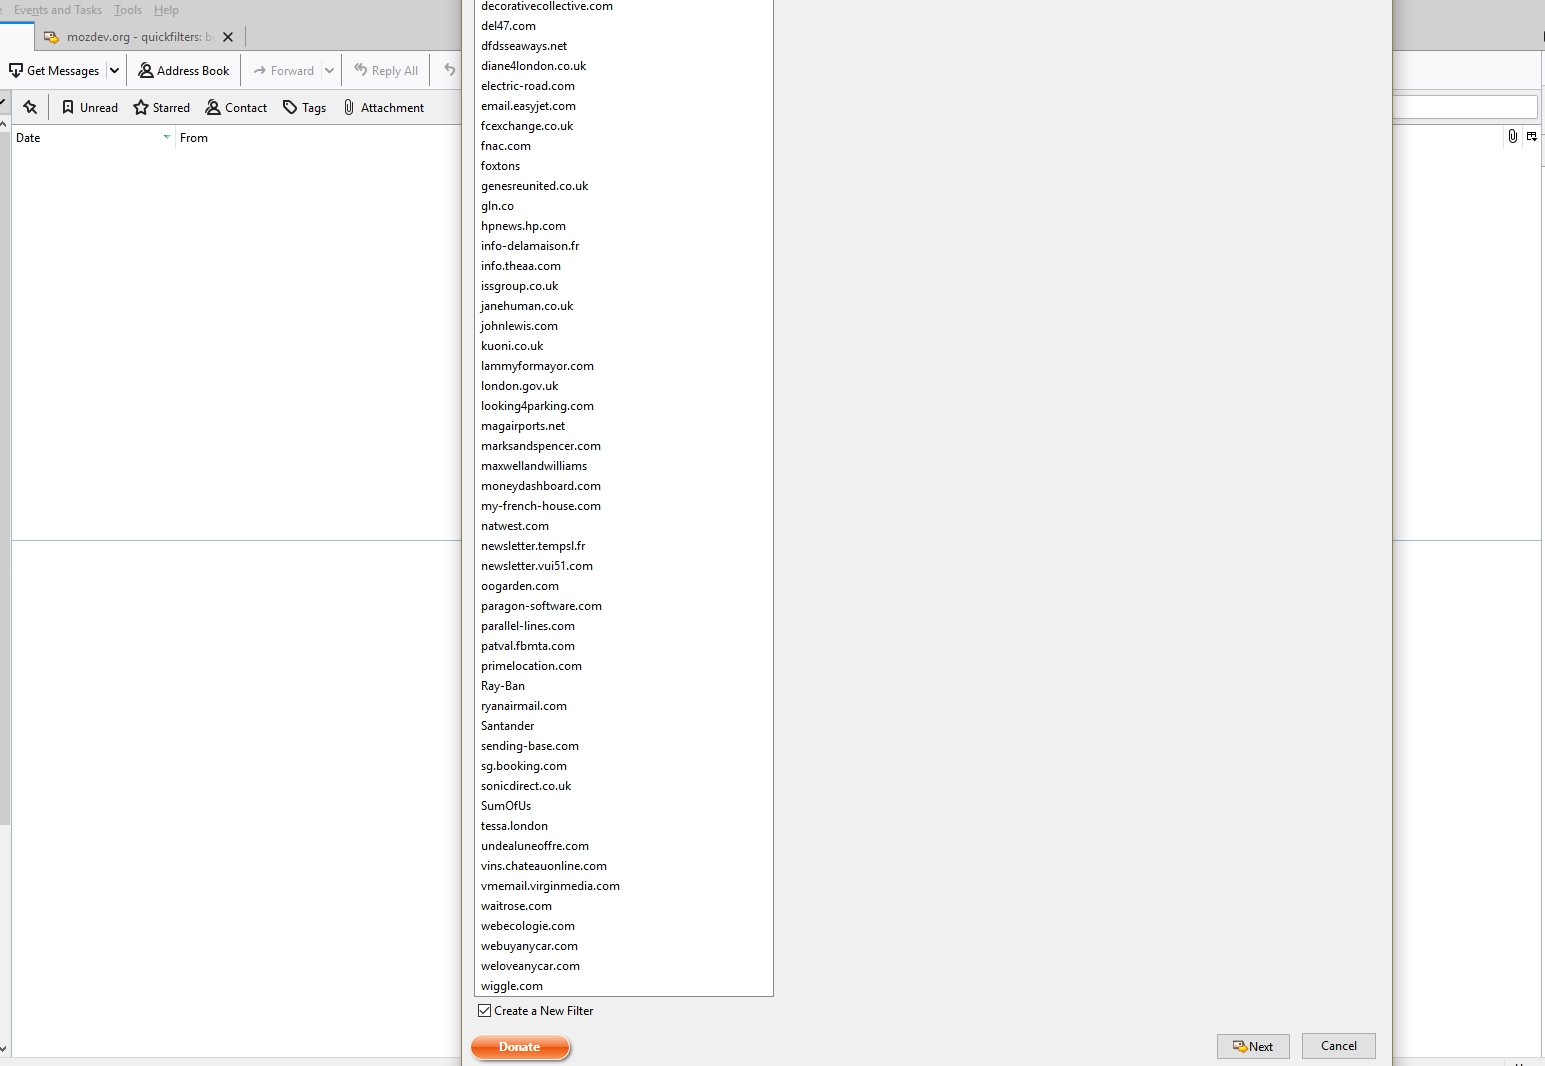 Events and Tasks Tools Help
mozdev.org - quickfilters: b
Get Messages Address Book Forward Reply All
Unread Starred Contact Tags Attachment
Date From
decorativecollective.com
del47.com
dfdsseaways.net
diane4london.co.uk
electric-road.com
email.easyjet.com
fcexchange.co.uk
fnac.com
foxtons
genesreunited.co.uk
gln.co
hpnews.hp.com
info-delamaison.fr
info.theaa.com
issgroup.co.uk
janehuman.co.uk
johnlewis.com
kuoni.co.uk
lammyformayor.com
london.gov.uk
looking4parking.com
magairports.net
marksandspencer.com
maxwellandwilliams
moneydashboard.com
my-french-house.com
natwest.com
newsletter.tempsl.fr
newsletter.vui51.com
oogarden.com
paragon-software.com
parallel-lines.com
patval.fbmta.com
primelocation.com
Ray-Ban
ryanairmail.com
Santander
sending-base.com
sg.booking.com
sonicdirect.co.uk
SumOfUs
tessa.london
undealuneoffre.com
vins.chateauonline.com
vmemail.virginmedia.com
waitrose.com
webecologie.com
webuyanycar.com
weloveanycar.com
wiggle.com
Create a New Filter
Donate Next Cancel